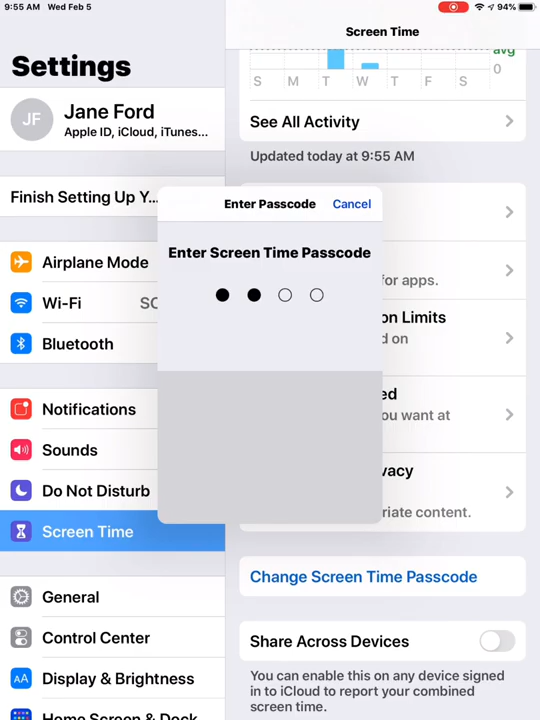 9:55 AM Wed Feb 5
94%
Settings
JF
Jane Ford
Apple ID, iCloud, iTunes...
Finish Setting Up Y...
Airplane Mode
Wi-Fi
Bluetooth
Notifications
Sounds
Do Not Disturb
Screen Time
General
Control Center
AA Display & Brightness
Home Screen & Dock
Screen Time
avg
0
S M T W T F S
See All Activity
Updated today at 9:55 AM
Enter Passcode
Cancel
Enter Screen Time Passcode
for apps.
on Limits
d on
ed
ou want at
vacy
riate content.
Change Screen Time Passcode
Share Across Devices
You can enable this on any device signed
in to iCloud to report your combined
screen time.